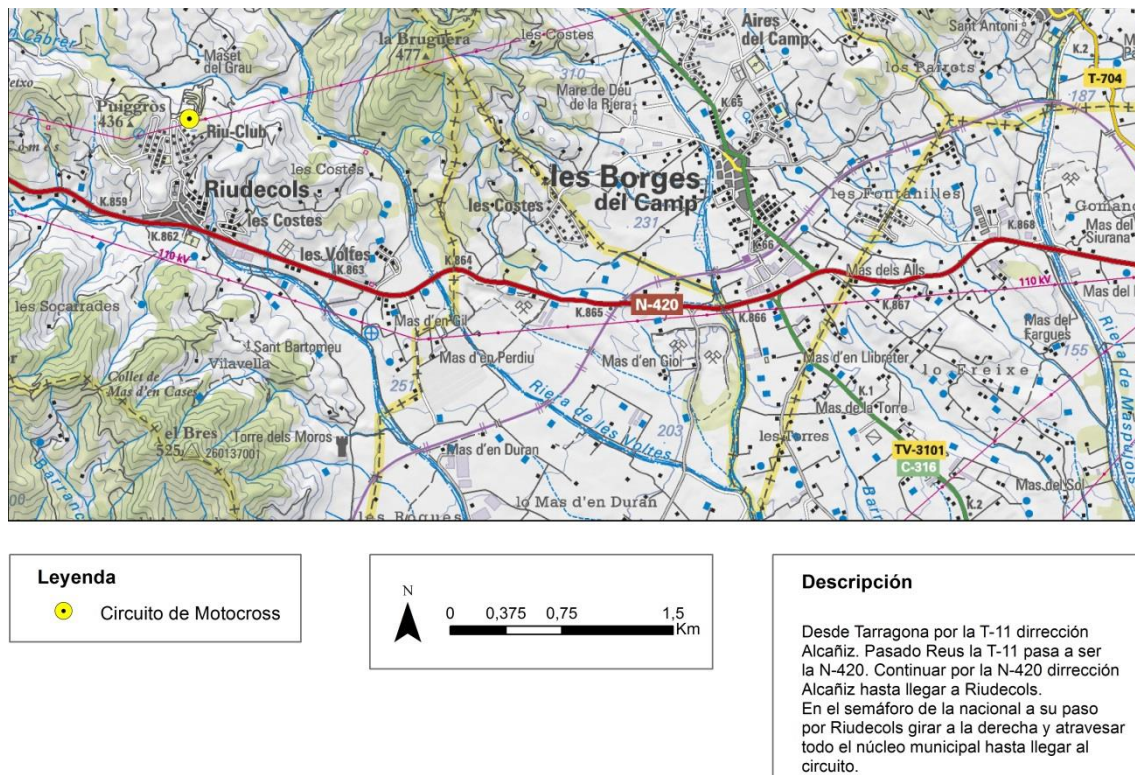 an Cabrer
Maset
del Grau
la Bruguera
477
les Costes
310
Mare de Déu
de la Riera
Aires
del Camp
Sant Antoni
los Pairots
K.2
T-704
187
K.65
Puiggròs
436
Riu-Club
Riudecols
les Costes
les Costes
K.859
K.862
110 kV
les Voltes
K.863
K.864
les Borges
del Camp
231
les Costes
les Fontanilles
K.66
K.868
Gomand
Mas del
Siurana
Mas dels Alls
N-420
K.865
K.866
K.867
110 kV
les Socarrades
Mas d'en Gil
Sant Bartomeu
Vilavella
Mas d'en Perdiu
Mas d'en Giol
Mas d'en Llibreter
Mas del
Fargues
155
lo Freixe
Collet de
Mas d'en Cases
251
Riera de les Voltes
203
K.1
Mas de la Torre
Riera de Maspujols
el Bres
525
260137001
Torre dels Moros
Mas d'en Duran
les Torres
TV-3101
C-316
Mas del Sol
Barranc
lo Mas d'en Duran
les Roques
Barr
K.2
Leyenda
Circuito de Motocross
N
0 0,375 0,75 1,5
Km
Descripción
Desde Tarragona por la T-11 dirrección
Alcañiz. Pasado Reus la T-11 pasa a ser
la N-420. Continuar por la N-420 dirrección
Alcañiz hasta llegar a Riudecols.
En el semáforo de la nacional a su paso
por Riudecols girar a la derecha y atravesar
todo el núcleo municipal hasta llegar al
circuito.